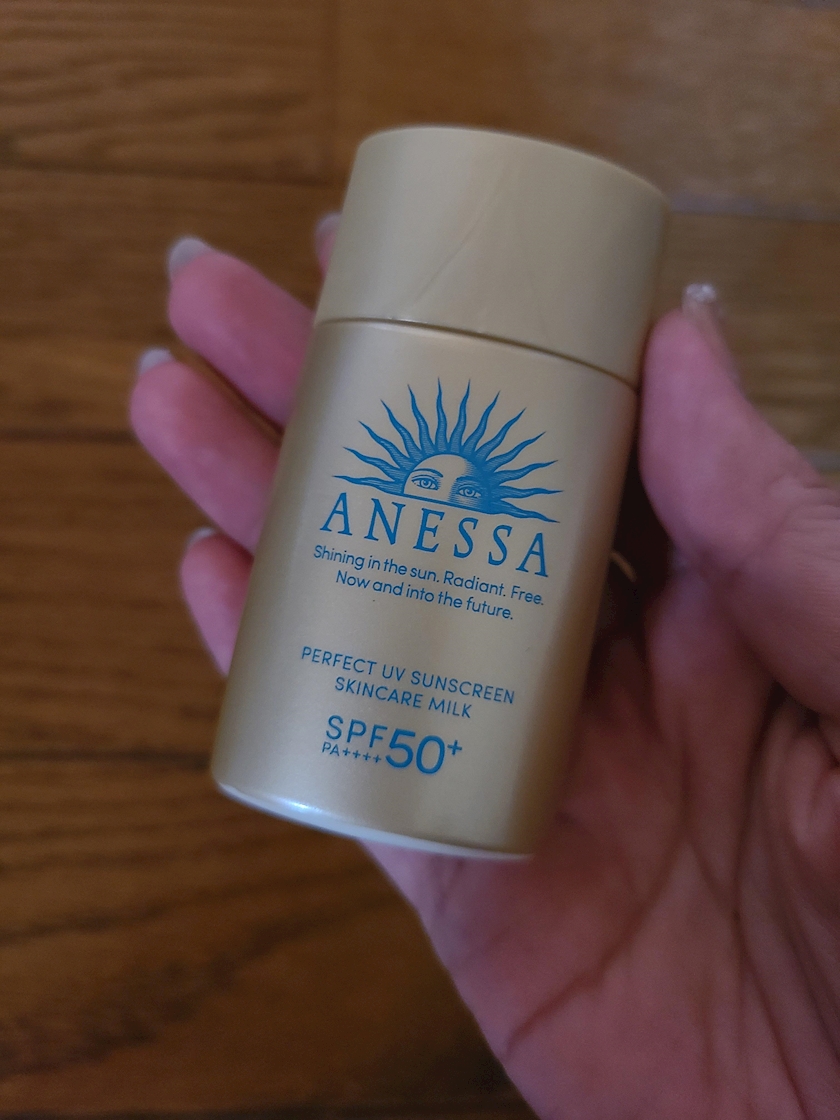 ANESSA
Shining in the sun. Radiant. Free.
Now and into the future.
PERFECT UV SUNSCREEN
SKINCARE MILK
SPF50+
PA++++